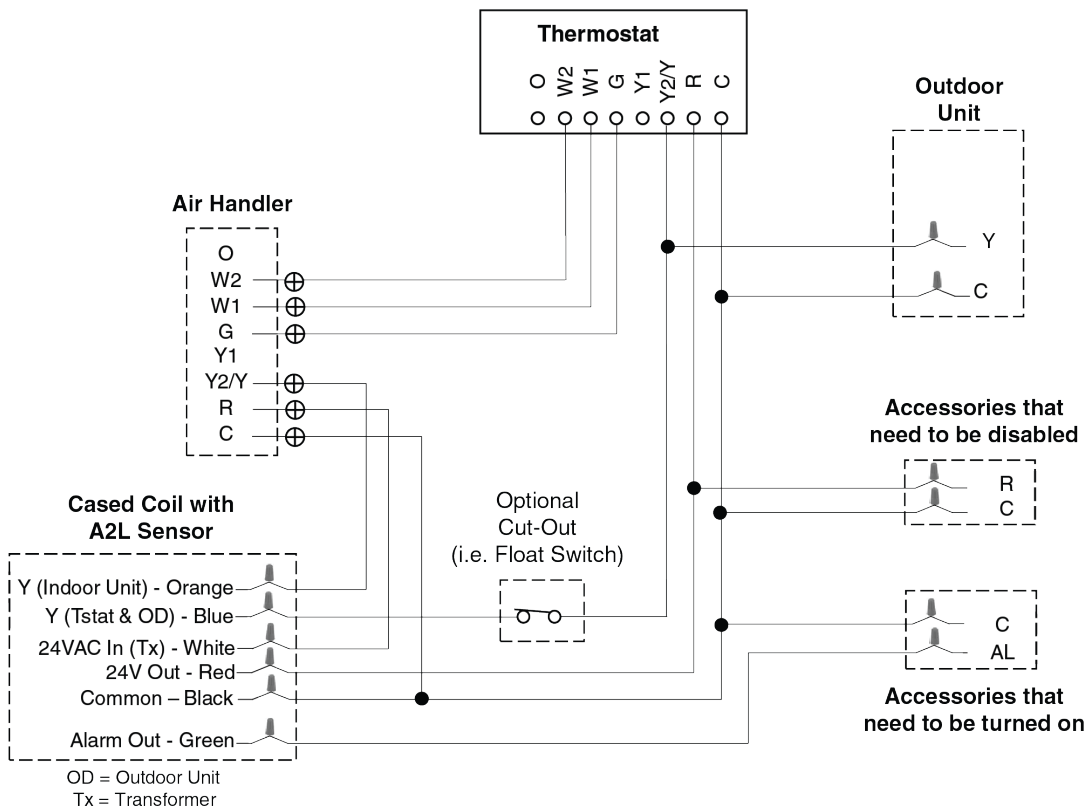 Thermostat
O W2 W1 G Y1 Y2/Y R C
Outdoor
Unit
Y
C
Air Handler
O
W2
W1
G
Y1
Y2/Y
R
C
Accessories that
need to be disabled
R
C
Cased Coil with
A2L Sensor
Y (Indoor Unit) - Orange
Y (Tstat & OD) - Blue
24VAC In (Tx) - White
24V Out - Red
Common – Black
Alarm Out - Green
OD = Outdoor Unit
Tx = Transformer
Optional
Cut-Out
(i.e. Float Switch)
C
AL
Accessories that
need to be turned on